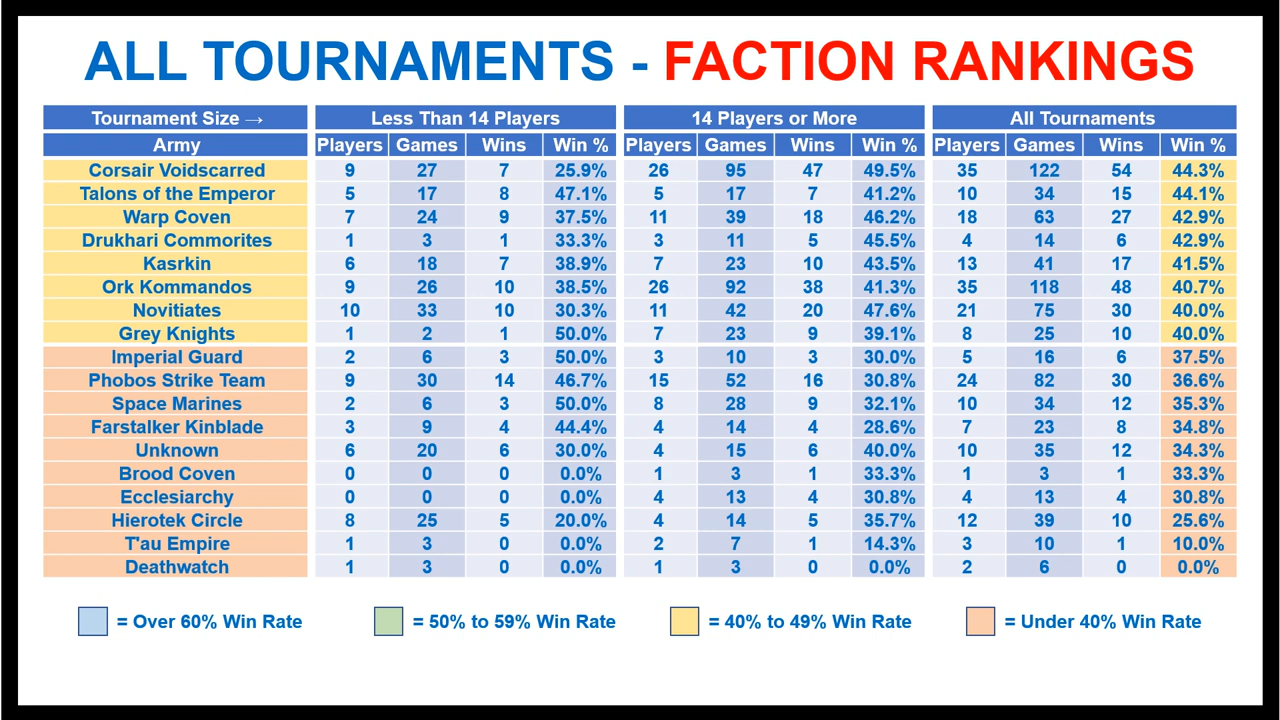 ALL TOURNAMENTS - FACTION RANKINGS
Tournament Size → Less Than 14 Players 14 Players or More All Tournaments
Army Players Games Wins Win % Players Games Wins Win % Players Games Wins Win %
Corsair Voidscarred 9 27 7 25.9% 26 95 47 49.5% 35 122 54 44.3%
Talons of the Emperor 5 17 8 47.1% 5 17 7 41.2% 10 34 15 44.1%
Warp Coven 7 24 9 37.5% 11 39 18 46.2% 18 63 27 42.9%
Drukhari Commorites 1 3 1 33.3% 3 11 5 45.5% 4 14 6 42.9%
Kasrkin 6 18 7 38.9% 7 23 10 43.5% 13 41 17 41.5%
Ork Kommandos 9 26 10 38.5% 26 92 38 41.3% 35 118 48 40.7%
Novitiates 10 33 10 30.3% 11 42 20 47.6% 21 75 30 40.0%
Grey Knights 1 2 1 50.0% 7 23 9 39.1% 8 25 10 40.0%
Imperial Guard 2 6 3 50.0% 3 10 3 30.0% 5 16 6 37.5%
Phobos Strike Team 9 30 14 46.7% 15 52 16 30.8% 24 82 30 36.6%
Space Marines 2 6 3 50.0% 8 28 9 32.1% 10 34 12 35.3%
Farstalker Kinblade 3 9 4 44.4% 4 14 4 28.6% 7 23 8 34.8%
Unknown 6 20 6 30.0% 4 15 6 40.0% 10 35 12 34.3%
Brood Coven 0 0 0 0.0% 1 3 1 33.3% 1 3 1 33.3%
Ecclesiarchy 0 0 0 0.0% 4 13 4 30.8% 4 13 4 30.8%
Hierotek Circle 8 25 5 20.0% 4 14 5 35.7% 12 39 10 25.6%
T'au Empire 1 3 0 0.0% 2 7 1 14.3% 3 10 1 10.0%
Deathwatch 1 3 0 0.0% 1 3 0 0.0% 2 6 0 0.0%
= Over 60% Win Rate = 50% to 59% Win Rate = 40% to 49% Win Rate = Under 40% Win Rate